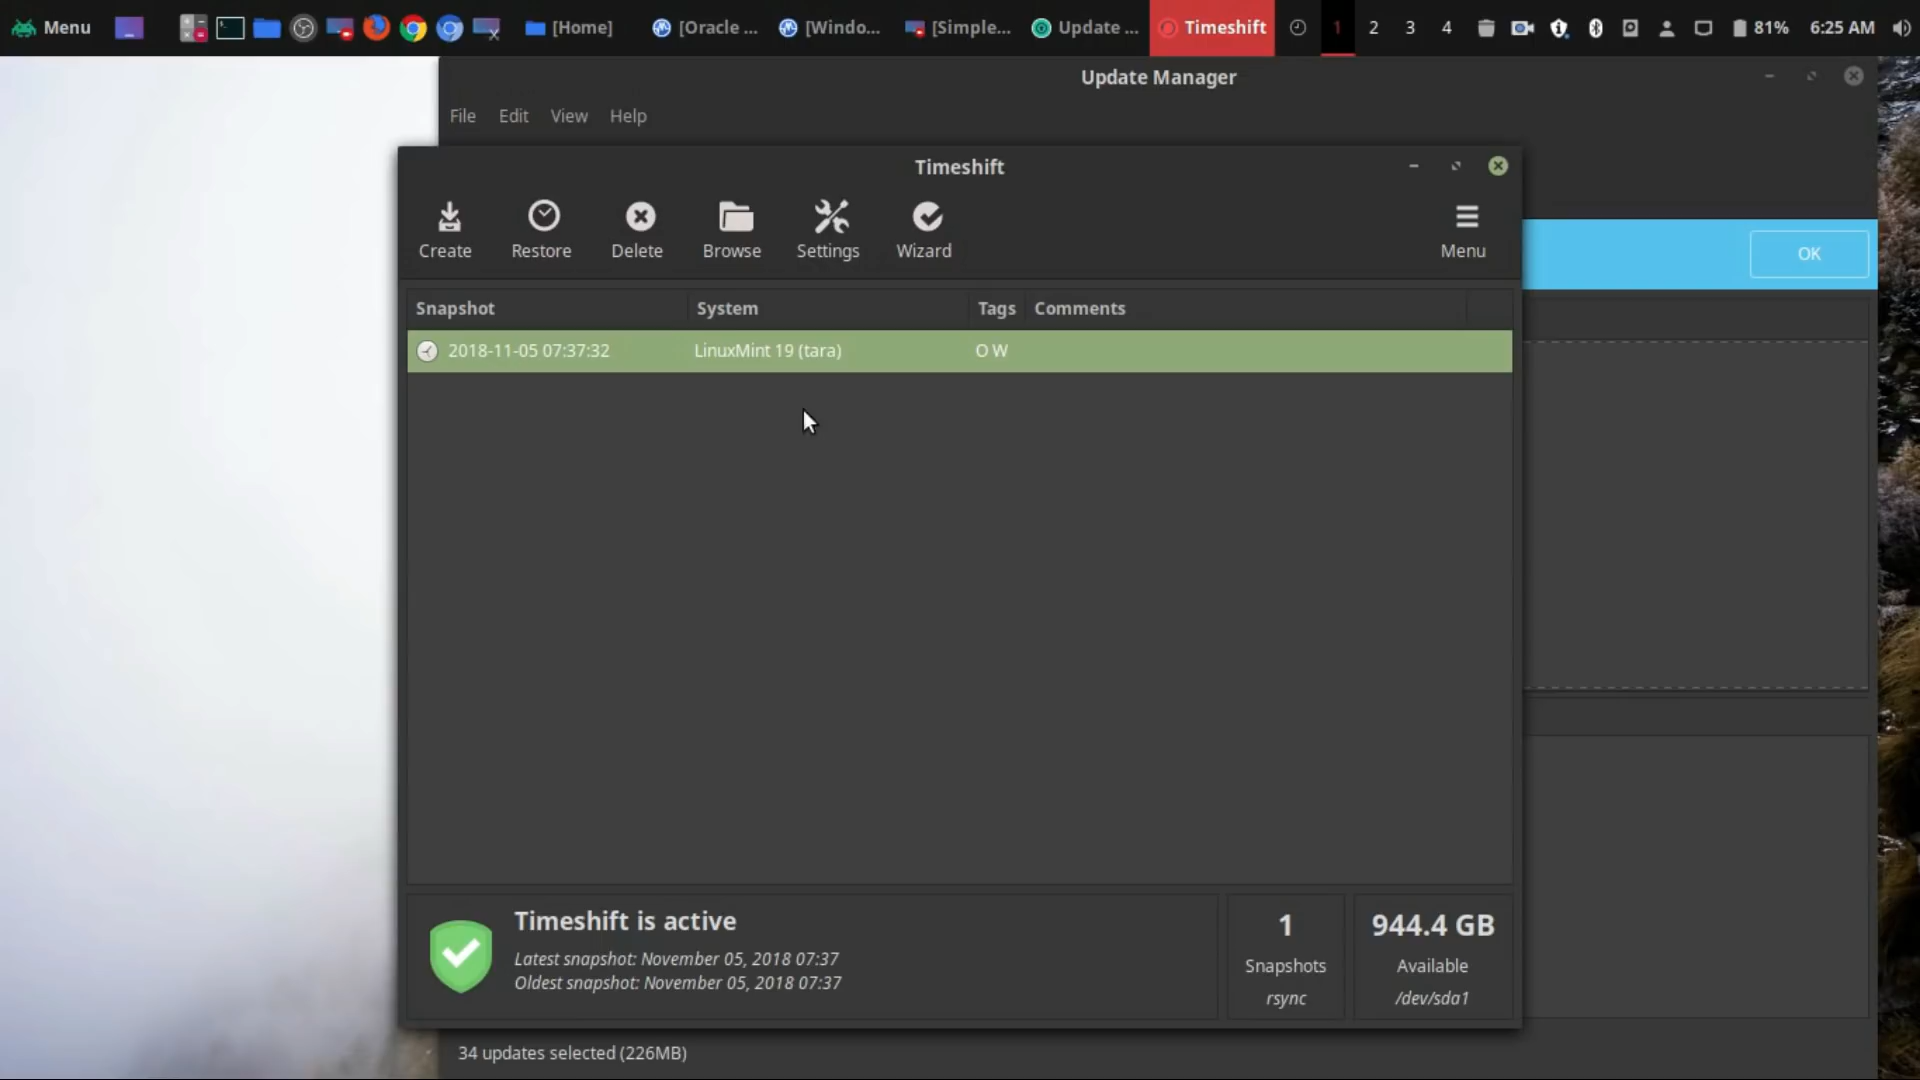 Menu [Home] [Oracle ... [Windo... [Simple... Update ... Timeshift 1 2 3 4 81% 6:25 AM
Update Manager
File Edit View Help
Timeshift
Create Restore Delete Browse Settings Wizard Menu
OK
Snapshot System Tags Comments
2018-11-05 07:37:32 LinuxMint 19 (tara) O W
Timeshift is active
Latest snapshot: November 05, 2018 07:37
Oldest snapshot: November 05, 2018 07:37
1
Snapshots
rsync
944.4 GB
Available
/dev/sda1
34 updates selected (226MB)